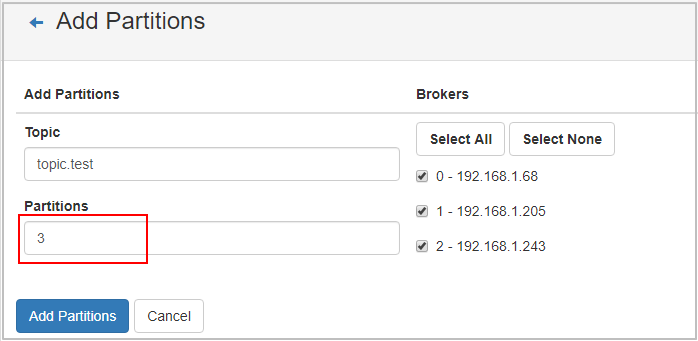 Add Partitions
Add Partitions
Topic
topic.test
Partitions
3
Add Partitions Cancel
Brokers
Select All Select None
0 - 192.168.1.68
1 - 192.168.1.205
2 - 192.168.1.243